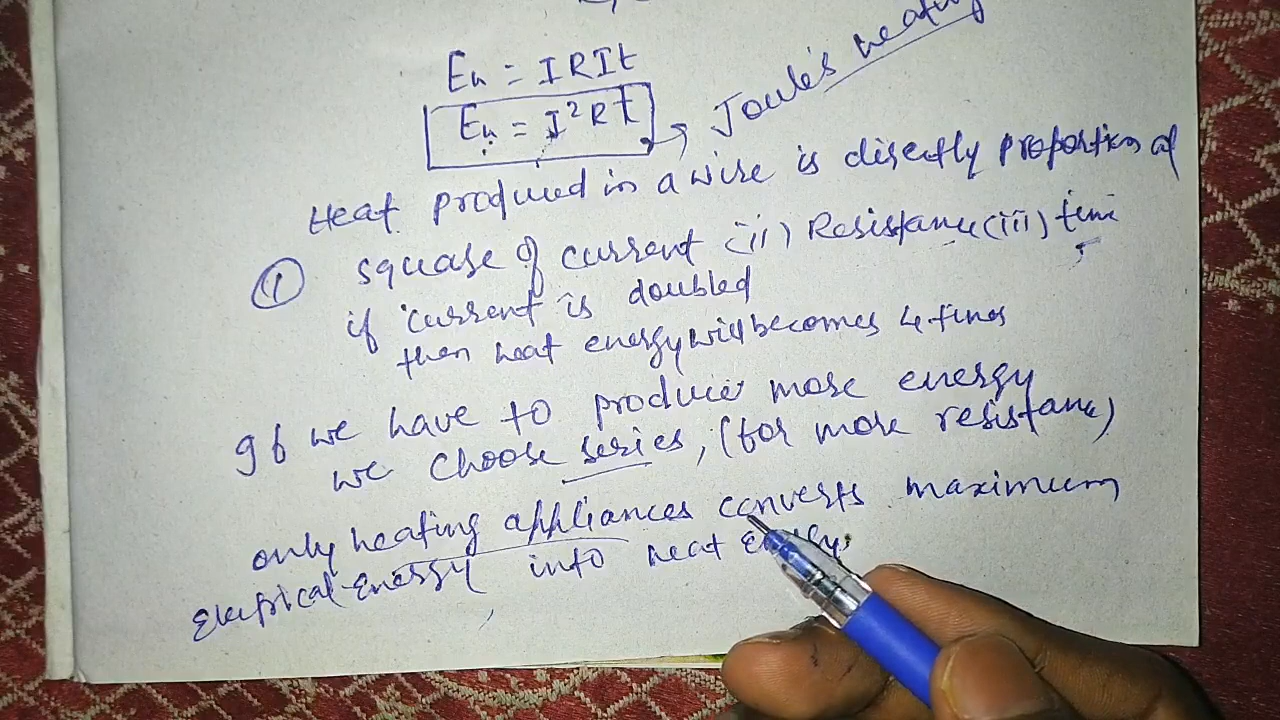 Eh = IRIt
Eh = I²Rt → Joule's heating
Heat produced in a wire is directly proportion of
① square of current (ii) Resistance (iii) time
if current is doubled
then heat energy will becomes 4 times
If we have to produce more energy
we choose series, (for more resistance)
only heating appliances converts maximum
Electrical energy into heat energy.